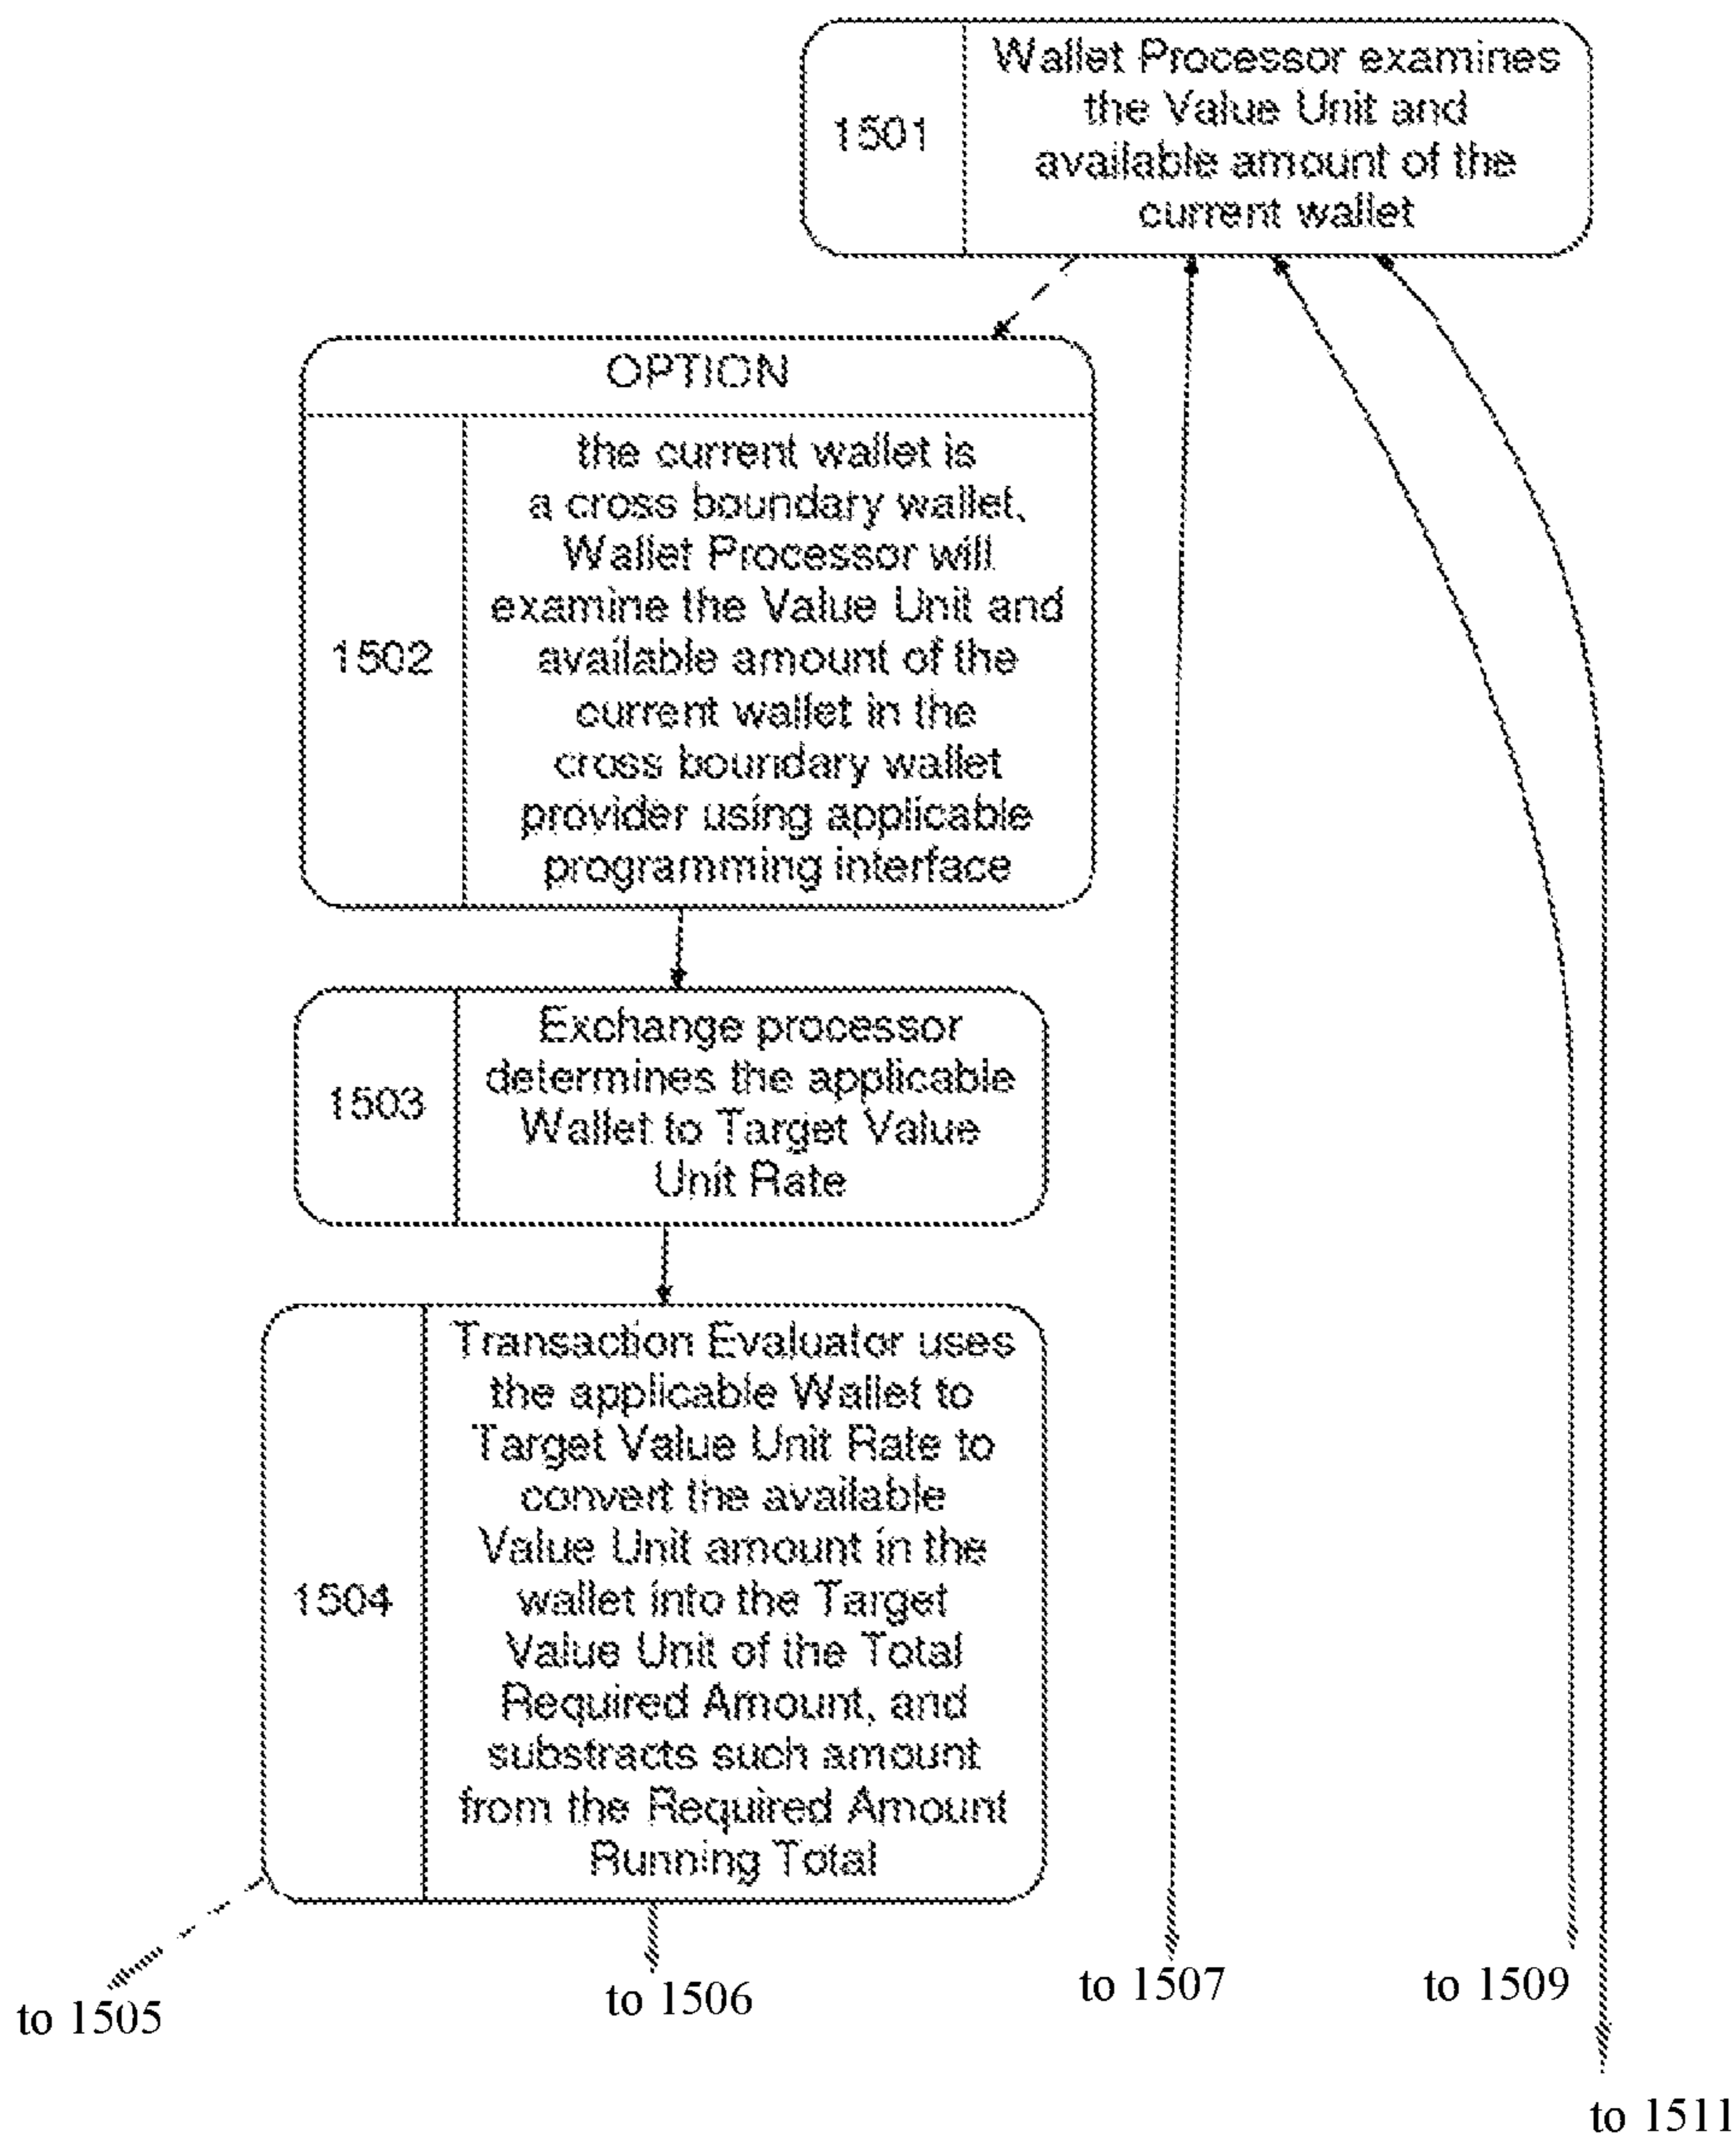 1501
Wallet Processor examines
the Value Unit and
available amount of the
current wallet
OPTION
1502
the current wallet is
a cross boundary wallet,
Wallet Processor will
examine the Value Unit and
available amount of the
current wallet in the
cross boundary wallet
provider using applicable
programming interface
1503
Exchange processor
determines the applicable
Wallet to Target Value
Unit Rate
1504
Transaction Evaluator uses
the applicable Wallet to
Target Value Unit Rate to
convert the available
Value Unit amount in the
wallet into the Target
Value Unit of the Total
Required Amount, and
substracts such amount
from the Required Amount
Running Total
to 1505
to 1506
to 1507
to 1509
to 1511